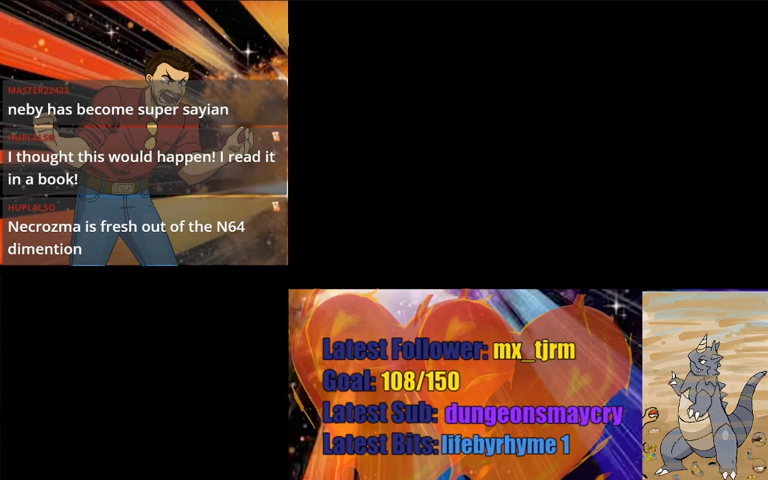 MASTER22423
neby has become super sayian
HUPLALSO
I thought this would happen! I read it
in a book!
HUPLALSO
Necrozma is fresh out of the N64
dimention
Latest Follower: mx_tjrm
Goal: 108/150
Latest Sub: dungeonsmaycry
Latest Bits: lifebyrhyme 1